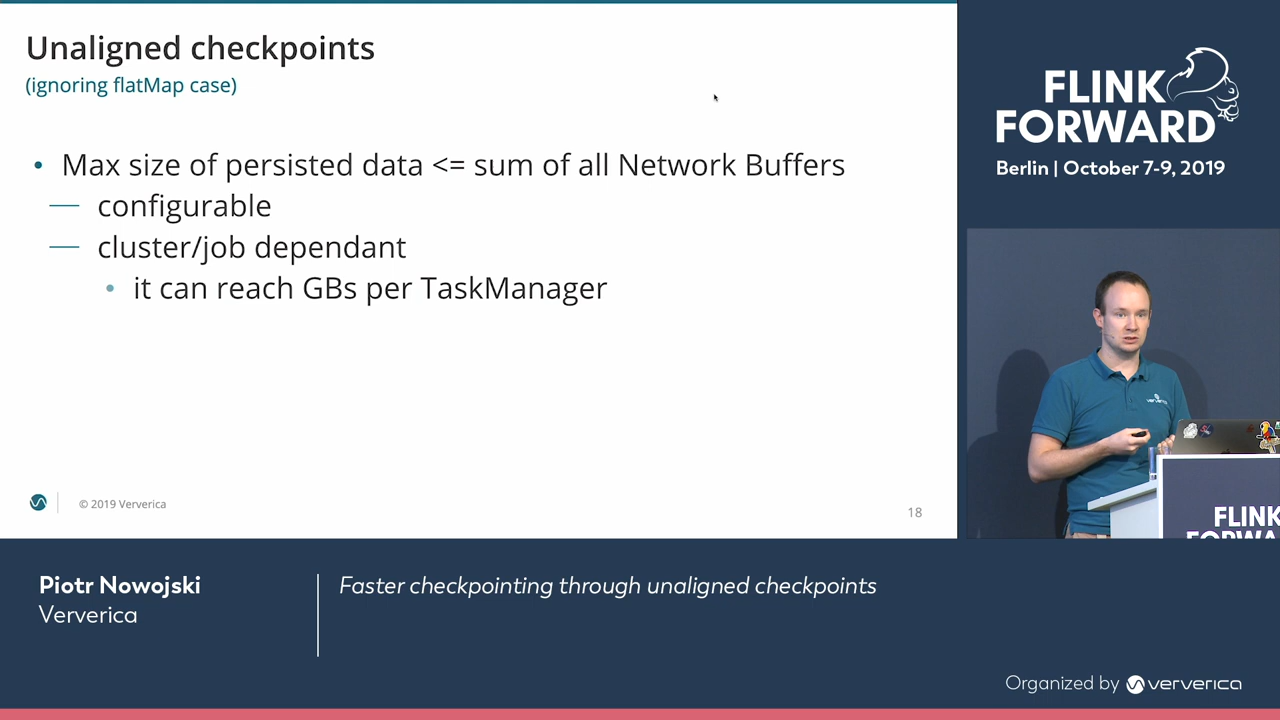 Unaligned checkpoints
(ignoring flatMap case)
• Max size of persisted data <= sum of all Network Buffers
— configurable
— cluster/job dependant
• it can reach GBs per TaskManager
© 2019 Ververica
18
FLINK
FORWARD
Berlin | October 7-9, 2019
ververica
FLINK
FORWA
Piotr Nowojski
Ververica
Faster checkpointing through unaligned checkpoints
Organized by ververica